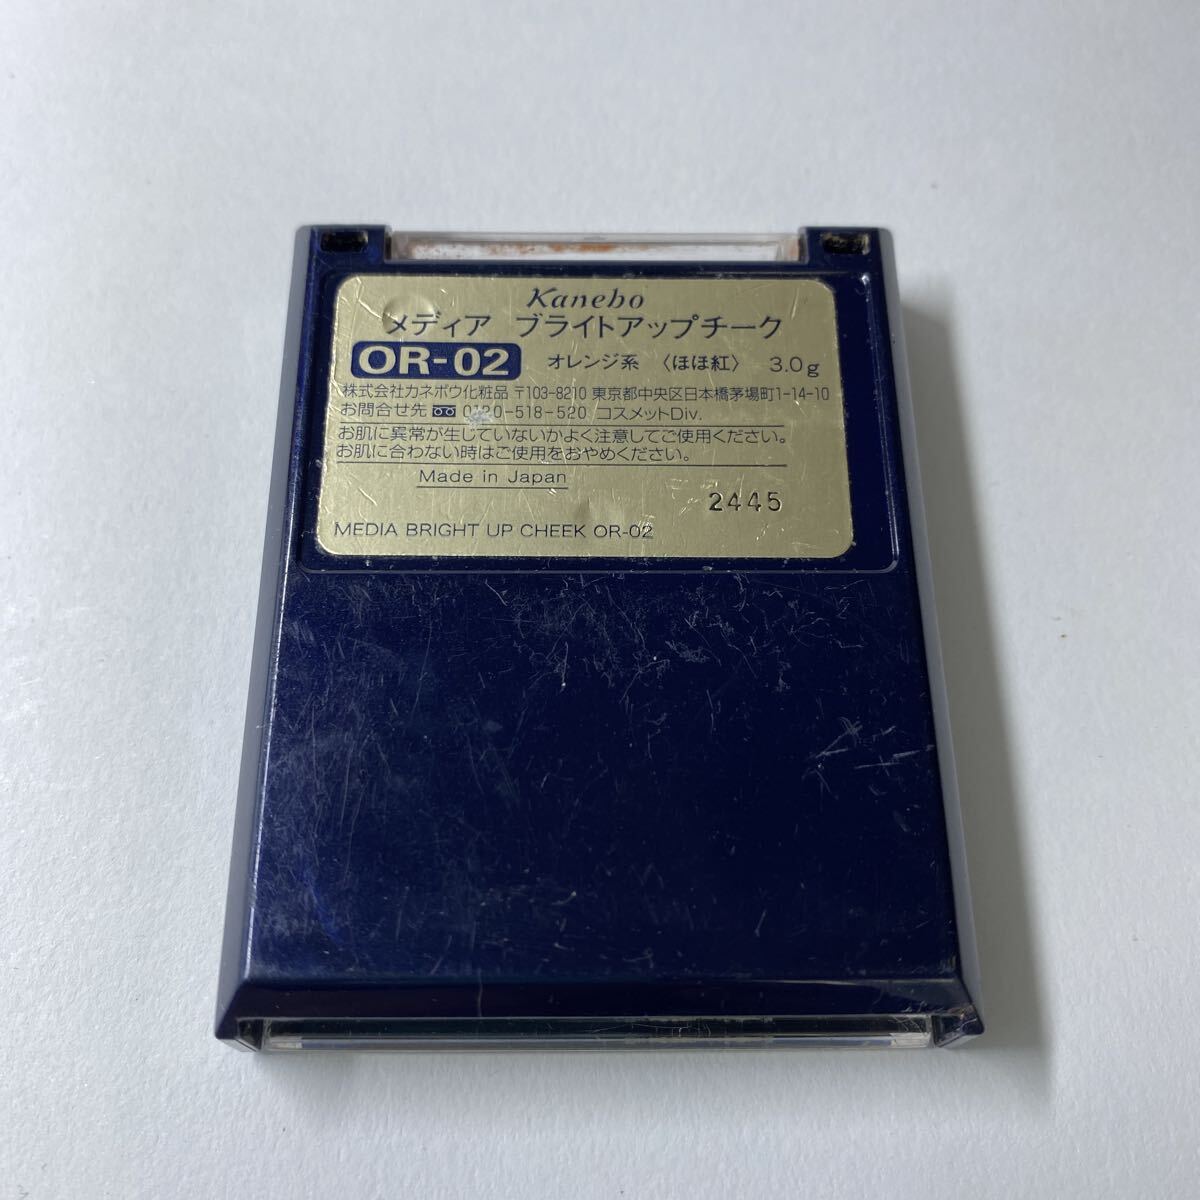 Kanebo
メディア ブライトアップチーク
OR-02 オレンジ系 〈ほほ紅〉 3.0g
株式会社カネボウ化粧品 〒103-8210 東京都中央区日本橋茅場町1-14-10
お問合せ先 0120-518-520 コスメットDiv.
お肌に異常が生じていないかよく注意してご使用ください。
お肌に合わない時はご使用をおやめください。
Made in Japan
2445
MEDIA BRIGHT UP CHEEK OR-02